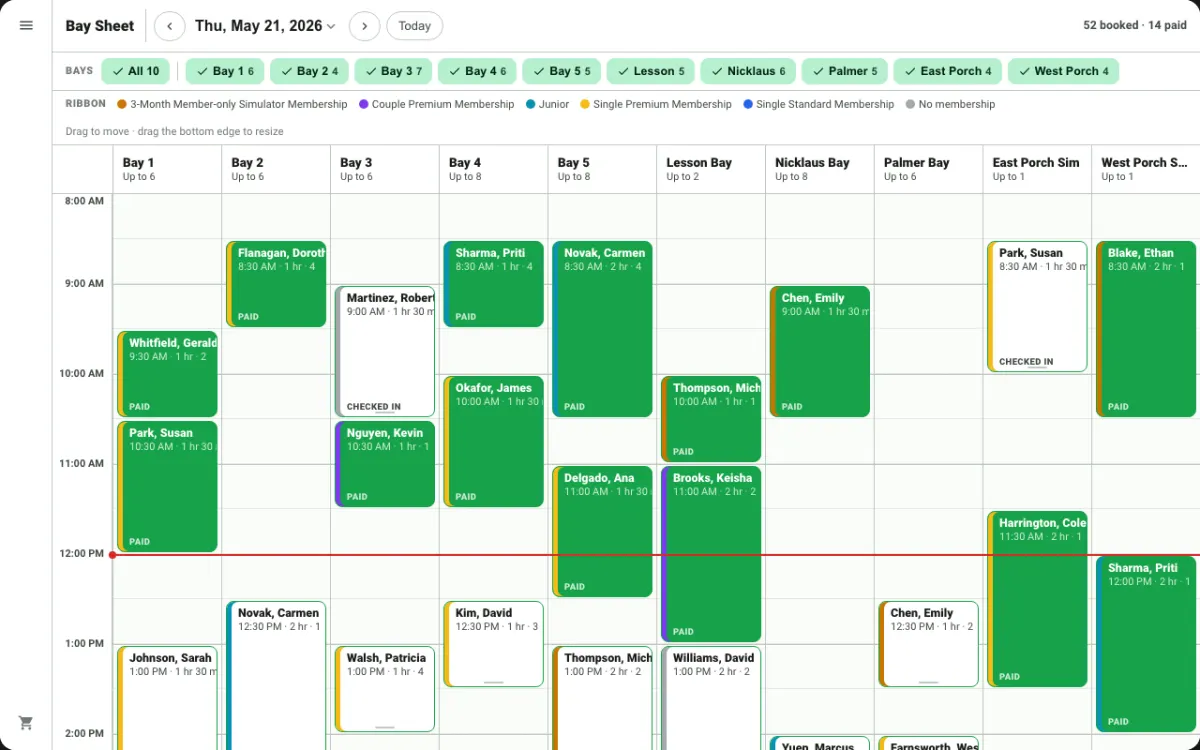 Bay Sheet
Thu, May 21, 2026
Today
52 booked · 14 paid
BAYS
All 10
Bay 1 6
Bay 2 4
Bay 3 7
Bay 4 6
Bay 5 5
Lesson 5
Nicklaus 6
Palmer 5
East Porch 4
West Porch 4
RIBBON
3-Month Member-only Simulator Membership
Couple Premium Membership
Junior
Single Premium Membership
Single Standard Membership
No membership
Drag to move · drag the bottom edge to resize
Bay 1
Up to 6
Bay 2
Up to 6
Bay 3
Up to 6
Bay 4
Up to 8
Bay 5
Up to 8
Lesson Bay
Up to 2
Nicklaus Bay
Up to 8
Palmer Bay
Up to 6
East Porch Sim
Up to 1
West Porch S...
Up to 1
8:00 AM
9:00 AM
10:00 AM
11:00 AM
12:00 PM
1:00 PM
2:00 PM
Whitfield, Gerald
9:30 AM · 1 hr · 2
PAID
Park, Susan
10:30 AM · 1 hr 30
PAID
Johnson, Sarah
1:00 PM · 1 hr 30 m
Flanagan, Doroth
8:30 AM · 1 hr · 4
PAID
Novak, Carmen
12:30 PM · 2 hr · 1
Martinez, Robert
9:00 AM · 1 hr 30 m
CHECKED IN
Nguyen, Kevin
10:30 AM · 1 hr · 1
PAID
Walsh, Patricia
1:00 PM · 1 hr · 4
Sharma, Priti
8:30 AM · 1 hr · 4
PAID
Okafor, James
10:00 AM · 1 hr 30
PAID
Kim, David
12:30 PM · 1 hr · 3
Novak, Carmen
8:30 AM · 2 hr · 4
PAID
Delgado, Ana
11:00 AM · 1 hr 30
PAID
Thompson, Mich
1:00 PM · 2 hr · 2
Thompson, Mich
10:00 AM · 1 hr · 1
PAID
Brooks, Keisha
11:00 AM · 2 hr · 2
PAID
Williams, David
1:00 PM · 2 hr · 2
Chen, Emily
9:00 AM · 1 hr 30 m
PAID
Yuen, Marcus
Chen, Emily
12:30 PM · 1 hr · 2
Farnsworth, Wes
Park, Susan
8:30 AM · 1 hr 30 m
CHECKED IN
Harrington, Cole
11:30 AM · 2 hr · 1
PAID
Blake, Ethan
8:30 AM · 2 hr · 1
PAID
Sharma, Priti
12:00 PM · 2 hr · 1
PAID